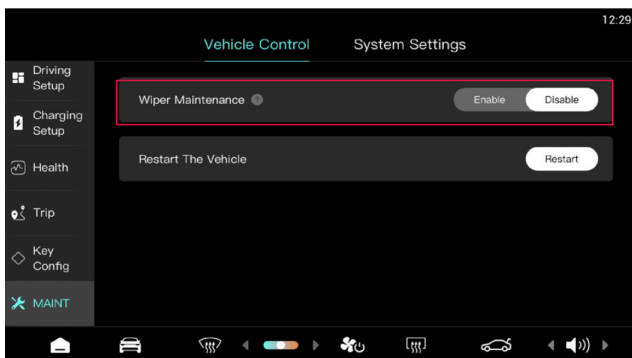 12:29
Vehicle Control System Settings
Driving
Setup
Wiper Maintenance ? Enable Disable
Charging
Setup
Restart The Vehicle Restart
Health
Trip
Key
Config
MAINT